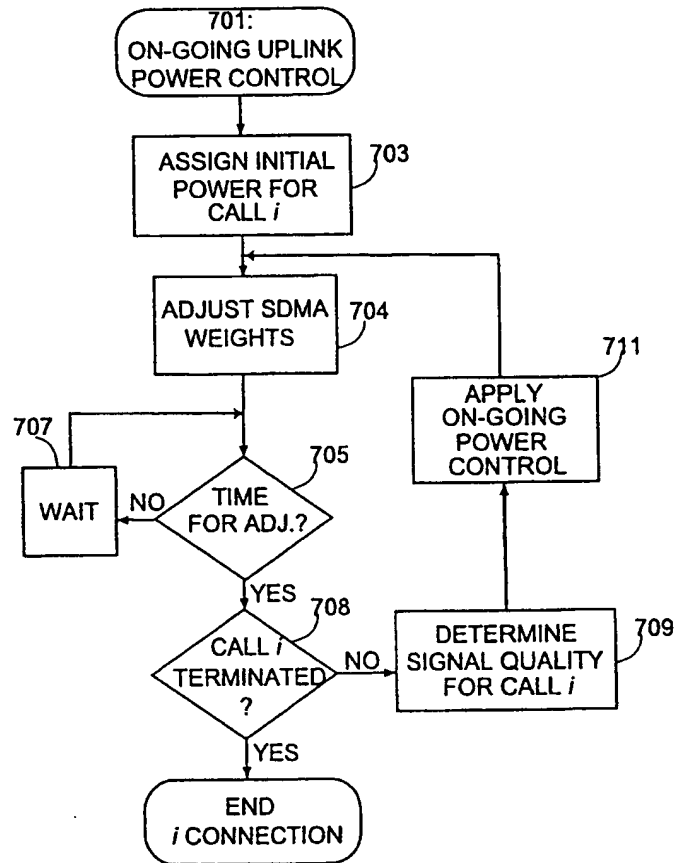 701:
ON-GOING UPLINK
POWER CONTROL
ASSIGN INITIAL
POWER FOR
CALL i
703
ADJUST SDMA
WEIGHTS
704
711
APPLY
ON-GOING
POWER
CONTROL
707
WAIT
NO
705
TIME
FOR ADJ.?
YES
708
CALL i
TERMINATED
?
NO
DETERMINE
SIGNAL QUALITY
FOR CALL i
709
YES
END
i CONNECTION